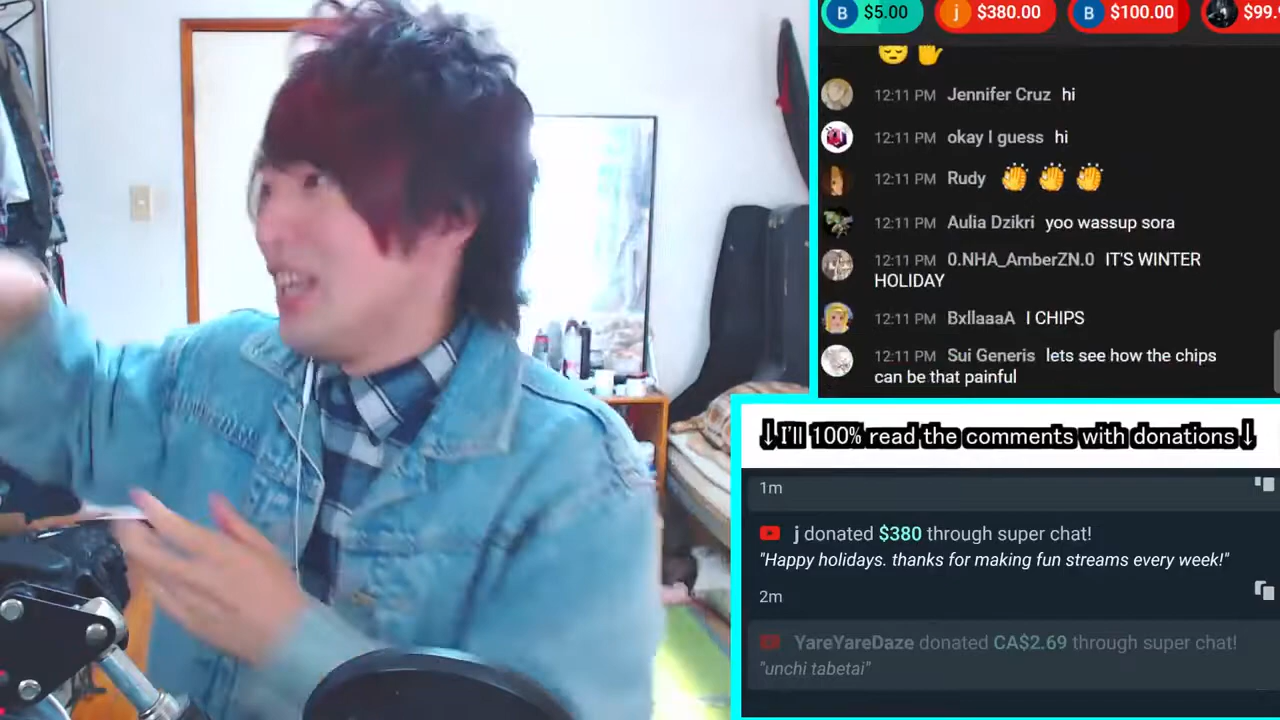 B $5.00 j $380.00 B $100.00 $99.
12:11 PM Jennifer Cruz hi
12:11 PM okay I guess hi
12:11 PM Rudy 👏 👏 👏
12:11 PM Aulia Dzikri yoo wassup sora
12:11 PM 0.NHA_AmberZN.0 IT'S WINTER
HOLIDAY
12:11 PM BxllaaaA I CHIPS
12:11 PM Sui Generis lets see how the chips
can be that painful
↓I'll 100% read the comments with donations↓
1m
j donated $380 through super chat!
"Happy holidays. thanks for making fun streams every week!"
2m
YareYareDaze donated CA$2.69 through super chat!
"unchi tabetai"